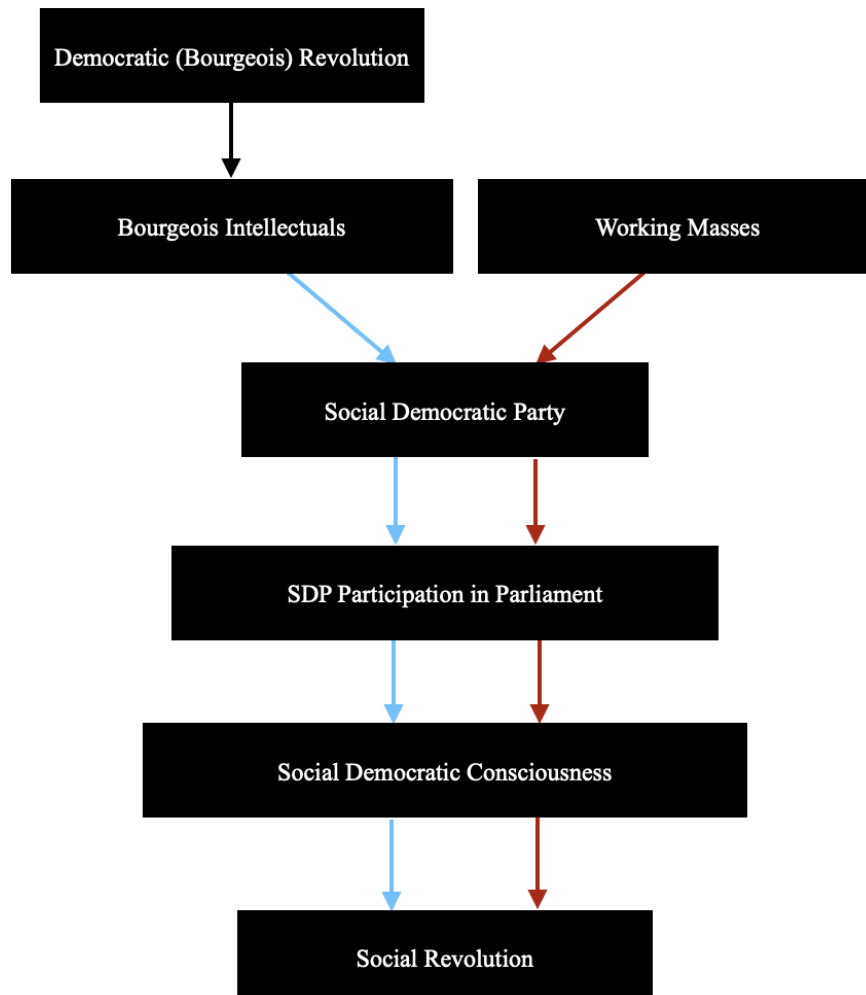 Democratic (Bourgeois) Revolution
Bourgeois Intellectuals
Working Masses
Social Democratic Party
SDP Participation in Parliament
Social Democratic Consciousness
Social Revolution